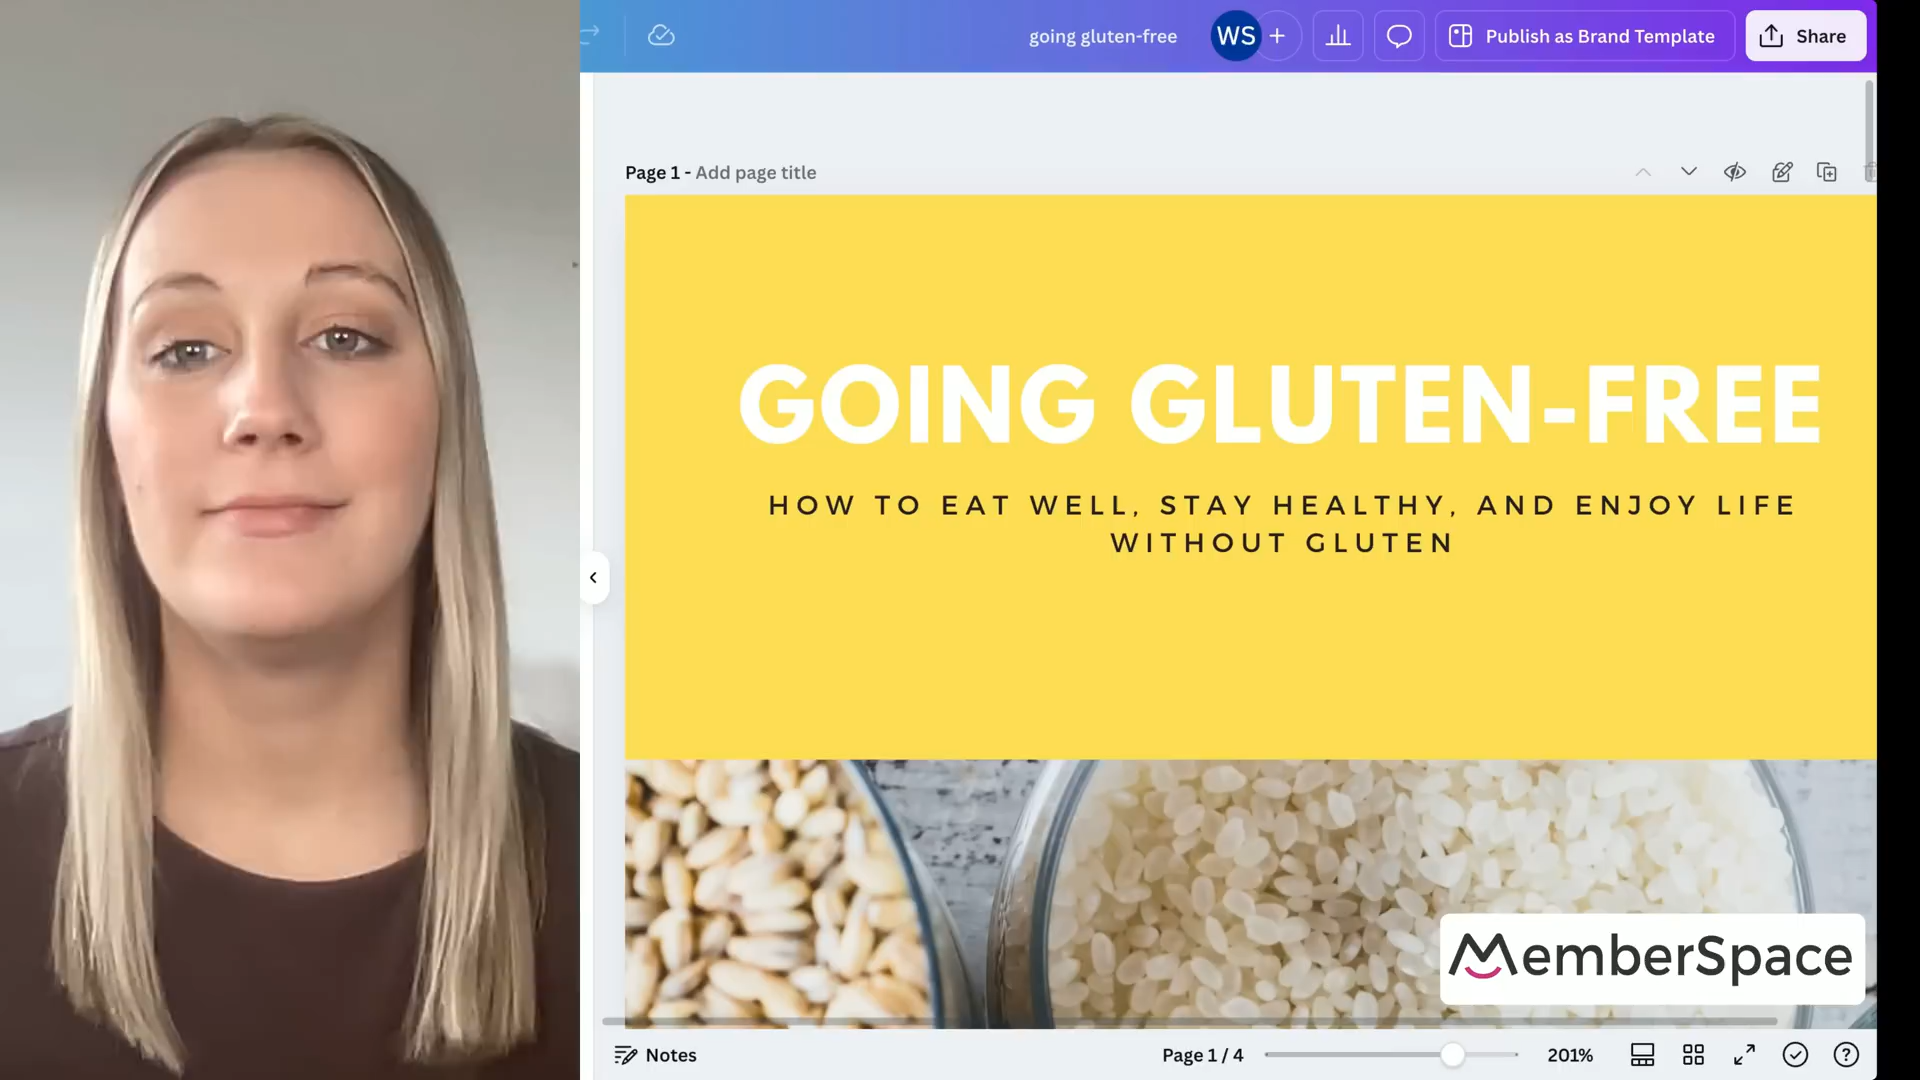 going gluten-free
WS
Publish as Brand Template
Share
Page 1 - Add page title
GOING GLUTEN-FREE
HOW TO EAT WELL, STAY HEALTHY, AND ENJOY LIFE
WITHOUT GLUTEN
MemberSpace
Notes
Page 1 / 4
201%